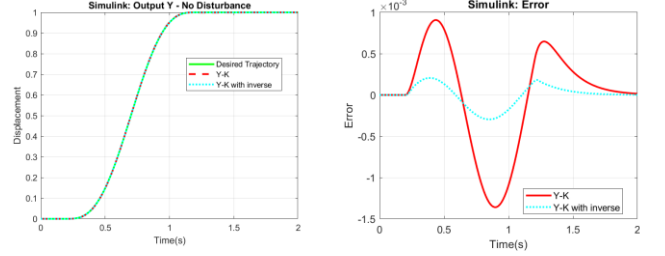 Simulink: Output Y - No Disturbance
1
0.9
0.8
0.7
0.6
0.5
0.4
0.3
0.2
0.1
0
Displacement
Desired Trajectory
Y-K
Y-K with inverse
0
0.5
1
1.5
2
Time(s)
Simulink: Error
×10⁻³
1
0.5
0
-0.5
-1
-1.5
Error
Y-K
Y-K with inverse
0
0.5
1
1.5
2
Time(s)